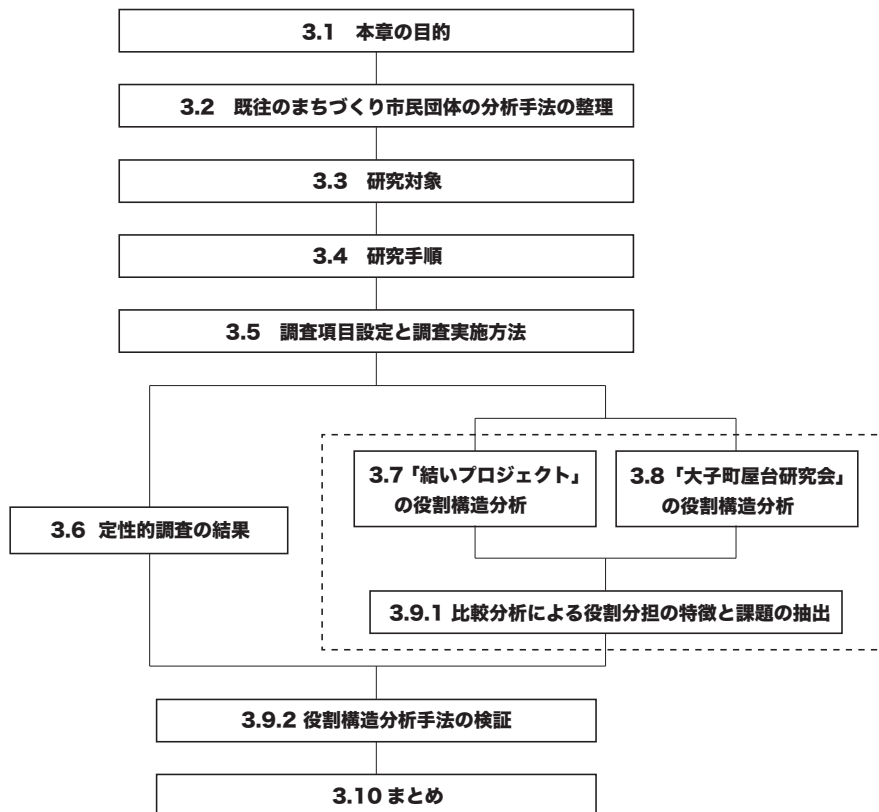 3.1　本章の目的
3.2　既往のまちづくり市民団体の分析手法の整理
3.3　研究対象
3.4　研究手順
3.5　調査項目設定と調査実施方法
3.6 定性的調査の結果
3.7「結いプロジェクト」
の役割構造分析
3.8「大子町屋台研究会」
の役割構造分析
3.9.1 比較分析による役割分担の特徴と課題の抽出
3.9.2 役割構造分析手法の検証
3.10 まとめ